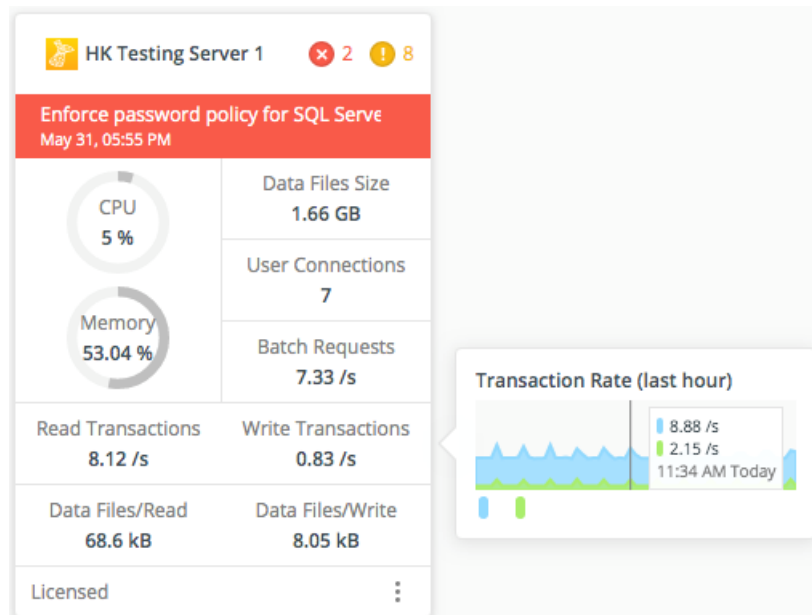 HK Testing Server 1
2
8
Enforce password policy for SQL Serve
May 31, 05:55 PM
CPU
5 %
Memory
53.04 %
Data Files Size
1.66 GB
User Connections
7
Batch Requests
7.33 /s
Read Transactions
8.12 /s
Write Transactions
0.83 /s
Data Files/Read
68.6 kB
Data Files/Write
8.05 kB
Licensed
Transaction Rate (last hour)
8.88 /s
2.15 /s
11:34 AM Today